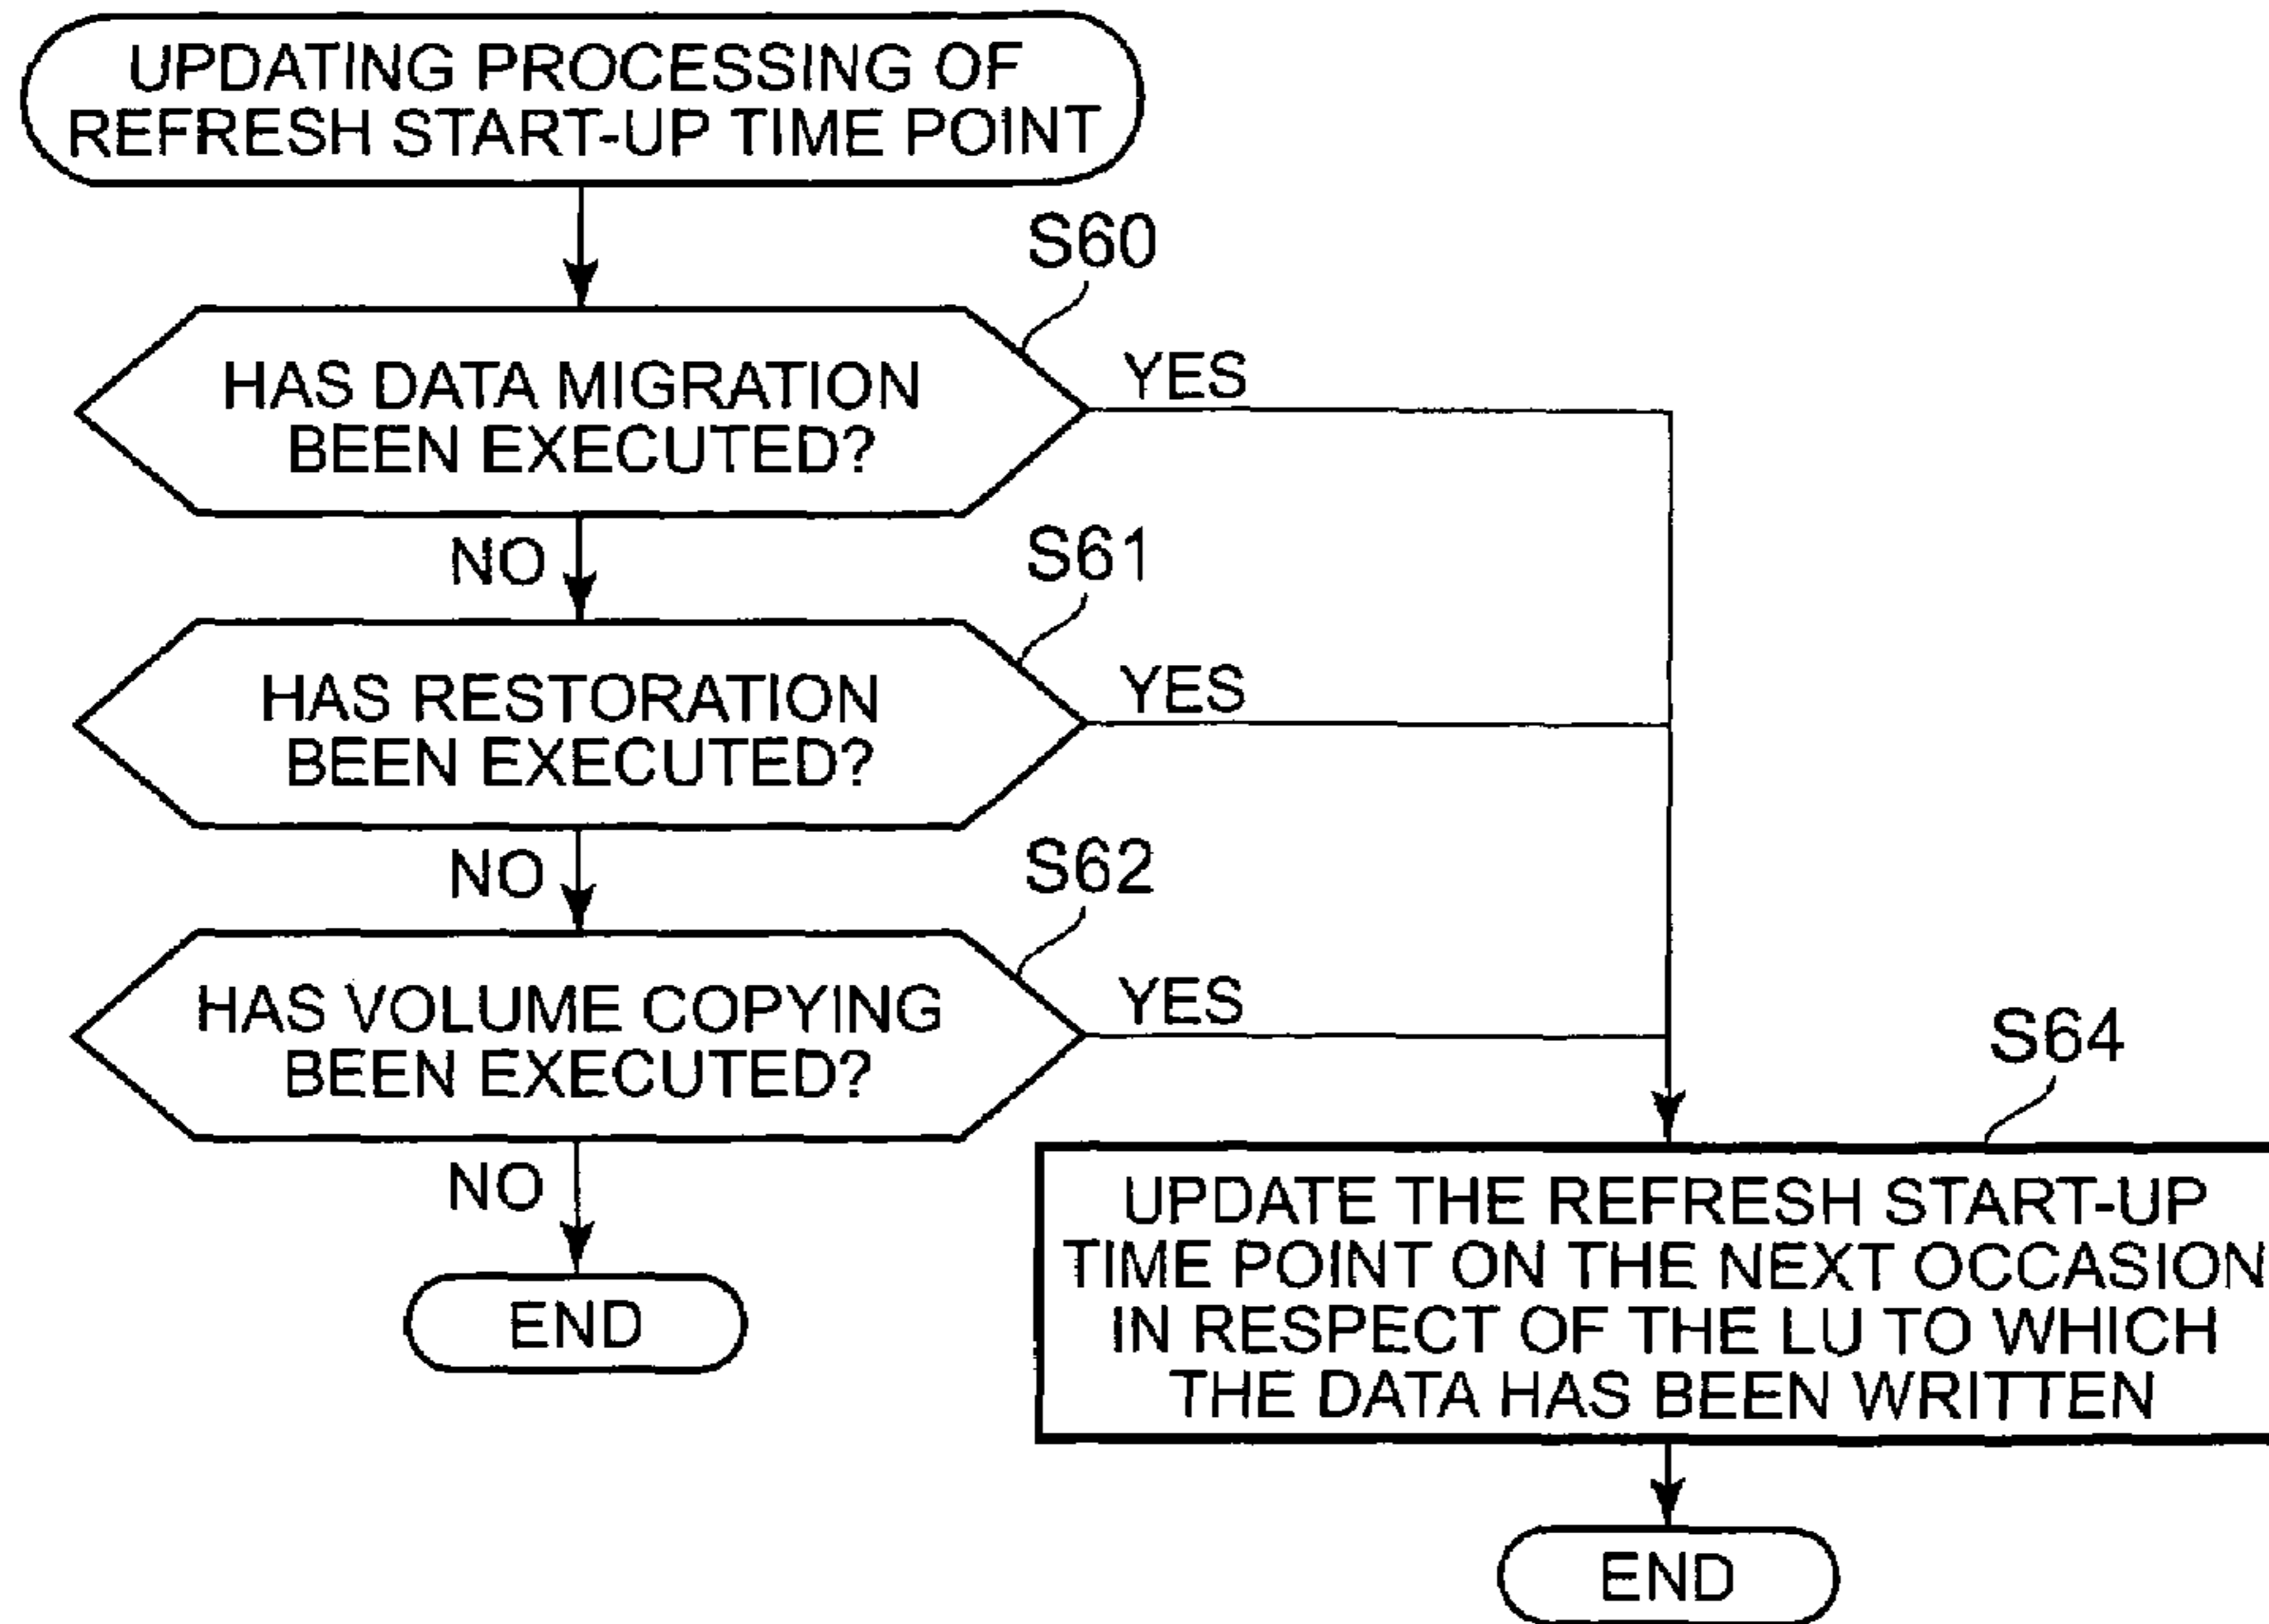 UPDATING PROCESSING OF
REFRESH START-UP TIME POINT
S60
HAS DATA MIGRATION
BEEN EXECUTED?
YES
NO
S61
HAS RESTORATION
BEEN EXECUTED?
YES
NO
S62
HAS VOLUME COPYING
BEEN EXECUTED?
YES
NO
END
S64
UPDATE THE REFRESH START-UP
TIME POINT ON THE NEXT OCCASION
IN RESPECT OF THE LU TO WHICH
THE DATA HAS BEEN WRITTEN
END